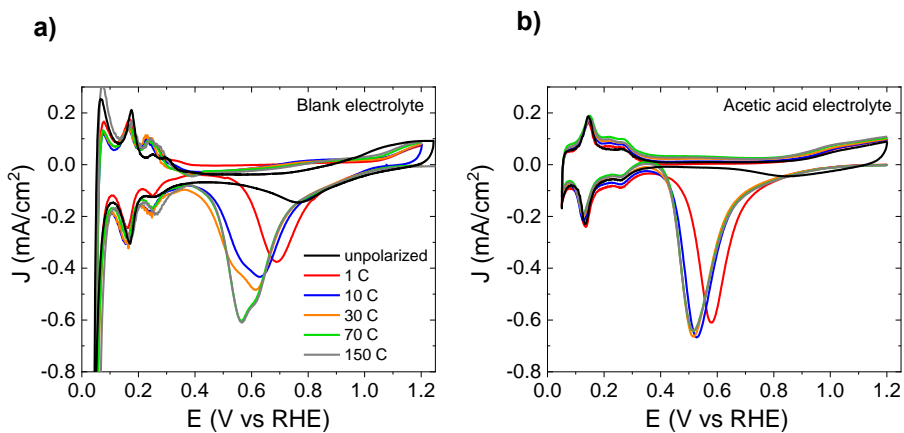 a)
b)
Blank electrolyte
0.2
0.0
-0.2
-0.4
-0.6
-0.8
J (mA/cm²)
unpolarized
1 C
10 C
30 C
70 C
150 C
0.0 0.2 0.4 0.6 0.8 1.0 1.2
E (V vs RHE)
Acetic acid electrolyte
0.2
0.0
-0.2
-0.4
-0.6
-0.8
J (mA/cm²)
0.0 0.2 0.4 0.6 0.8 1.0 1.2
E (V vs RHE)